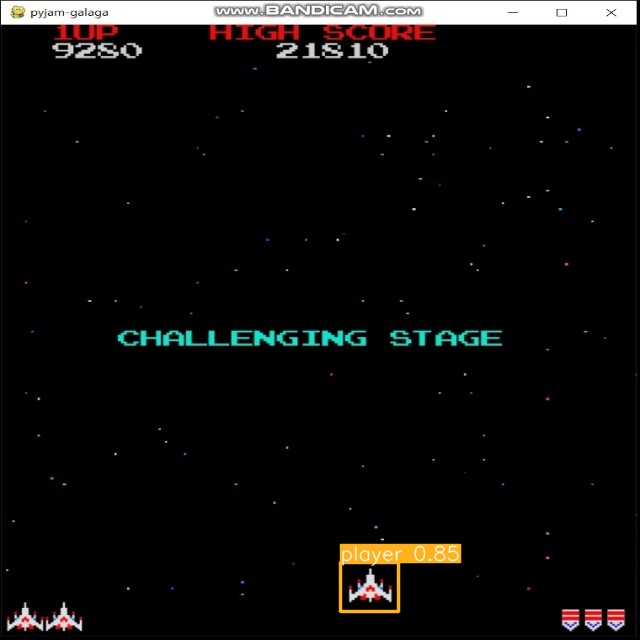 pyjam-galaga
www.BANDICAM.com
1UP HIGH SCORE
9280 21810
CHALLENGING STAGE
player 0.85